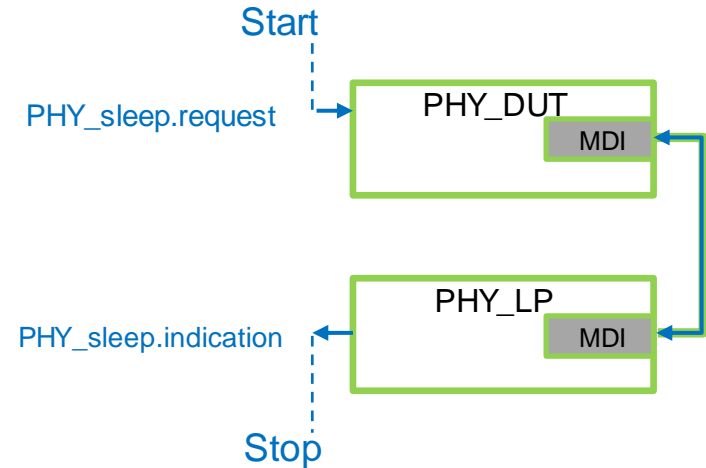 Start
PHY_sleep.request
PHY_DUT
MDI
PHY_LP
PHY_sleep.indication
MDI
Stop